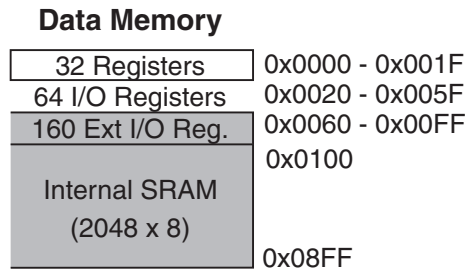 Data Memory
32 Registers 0x0000 - 0x001F
64 I/O Registers 0x0020 - 0x005F
160 Ext I/O Reg. 0x0060 - 0x00FF
0x0100
Internal SRAM
(2048 x 8)
0x08FF